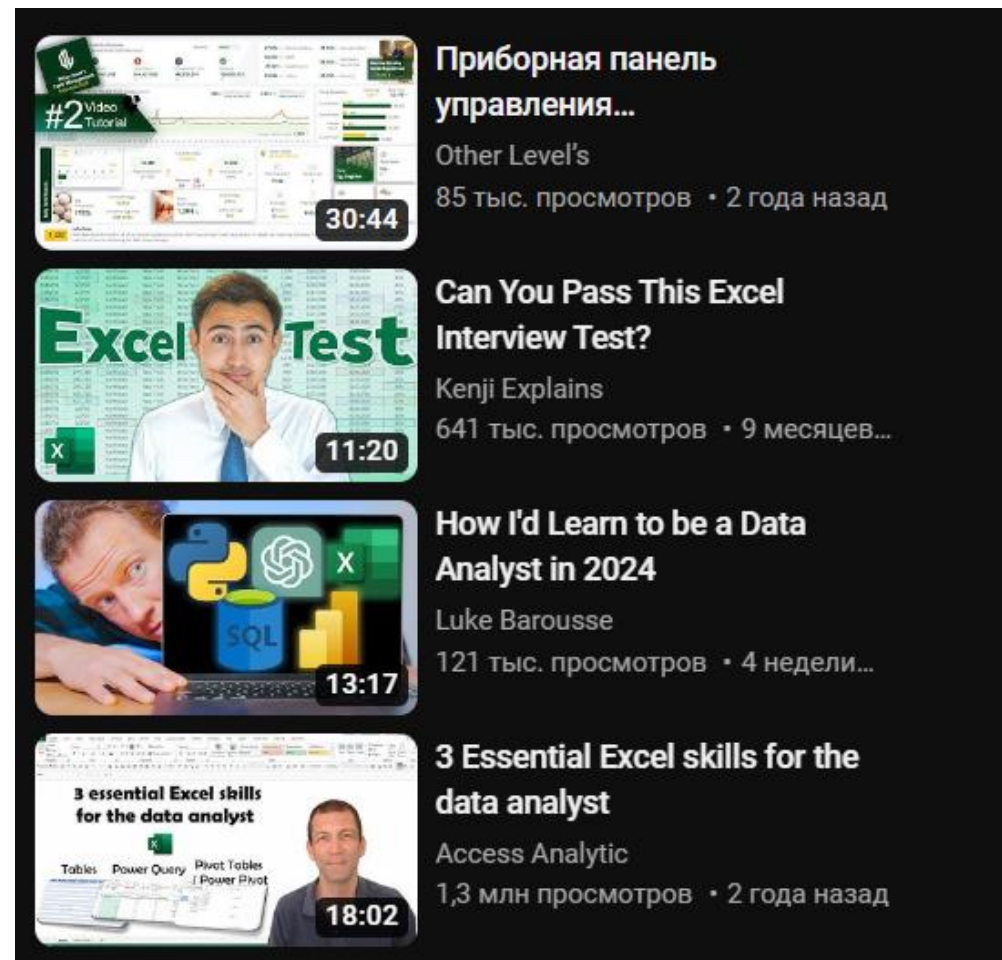 #2 Video
Tutorial
30:44
Приборная панель
управления...
Other Level's
85 тыс. просмотров • 2 года назад
Excel Test
X
11:20
Can You Pass This Excel
Interview Test?
Kenji Explains
641 тыс. просмотров • 9 месяцев...
X
SQL
13:17
How I'd Learn to be a Data
Analyst in 2024
Luke Barousse
121 тыс. просмотров • 4 недели...
3 essential Excel skills
for the data analyst
X
Tables Power Query Pivot Tables
/ Power Pivot
18:02
3 Essential Excel skills for the
data analyst
Access Analytic
1,3 млн просмотров • 2 года назад